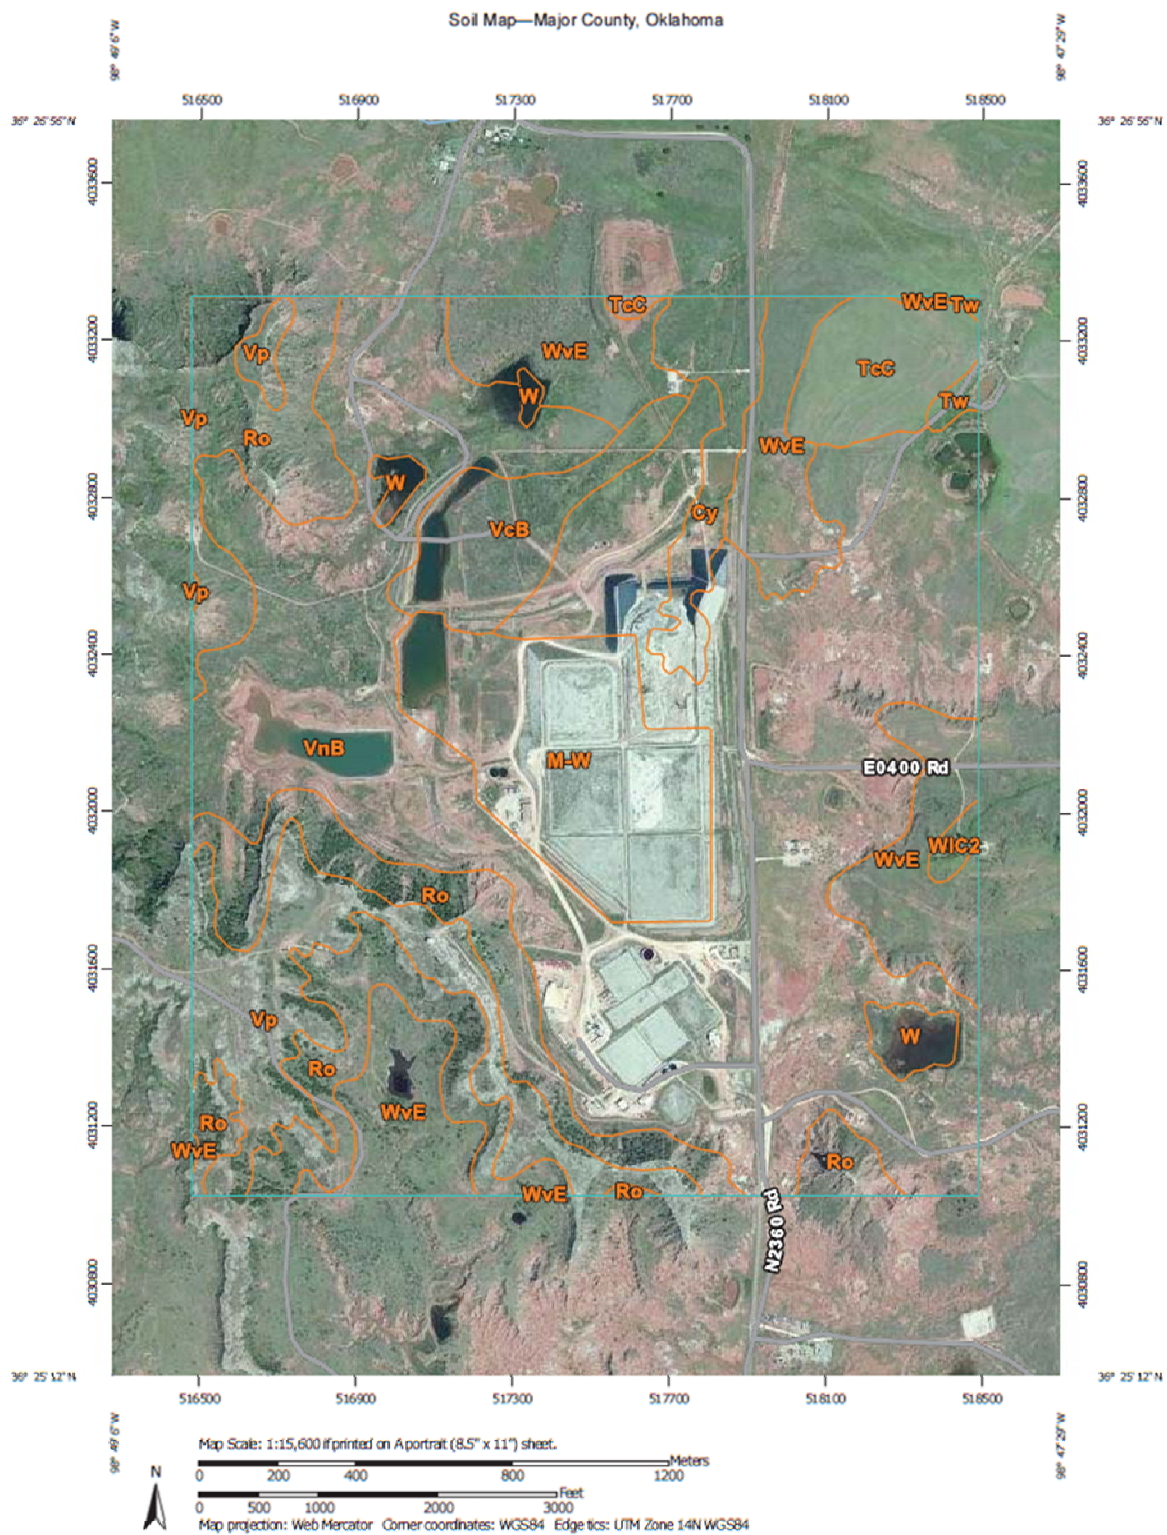 Soil Map—Major County, Oklahoma
98° 49' 6" W
98° 47' 29" W
516500 516900 517300 517700 518100 518500
36° 26' 56" N
36° 26' 56" N
4033600
4033600
TcC
WvE
Tw
4033200
4033200
Vp
WvE
TcC
W
Tw
Vp
Ro
WvE
W
4032800
4032800
Cy
VcB
Vp
4032400
4032400
VnB
M-W
E0400 Rd
4032000
4032000
WvE
WIC2
Ro
4031600
4031600
Vp
W
Ro
WvE
Ro
4031200
4031200
WvE
Ro
WvE
Ro
N2360 Rd
4030800
4030800
36° 25' 12" N
36° 25' 12" N
516500 516900 517300 517700 518100 518500
98° 49' 6" W
98° 47' 29" W
Map Scale: 1:15,600 if printed on A portrait (8.5" x 11") sheet.
N
Meters
0 200 400 800 1200
Feet
0 500 1000 2000 3000
Map projection: Web Mercator Corner coordinates: WGS84 Edge tics: UTM Zone 14N WGS84